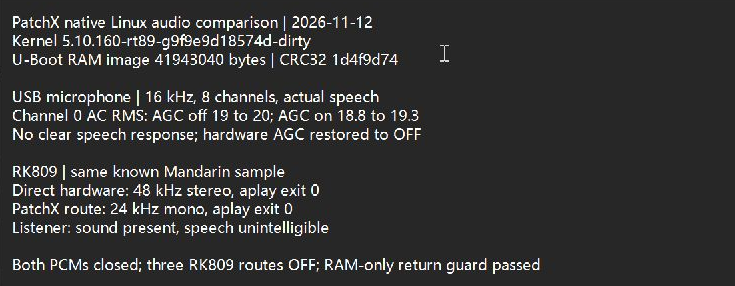 PatchX native Linux audio comparison | 2026-11-12
Kernel 5.10.160-rt89-g9f9e9d18574d-dirty
U-Boot RAM image 41943040 bytes | CRC32 1d4f9d74
USB microphone | 16 kHz, 8 channels, actual speech
Channel 0 AC RMS: AGC off 19 to 20; AGC on 18.8 to 19.3
No clear speech response; hardware AGC restored to OFF
RK809 | same known Mandarin sample
Direct hardware: 48 kHz stereo, aplay exit 0
PatchX route: 24 kHz mono, aplay exit 0
Listener: sound present, speech unintelligible
Both PCMs closed; three RK809 routes OFF; RAM-only return guard passed